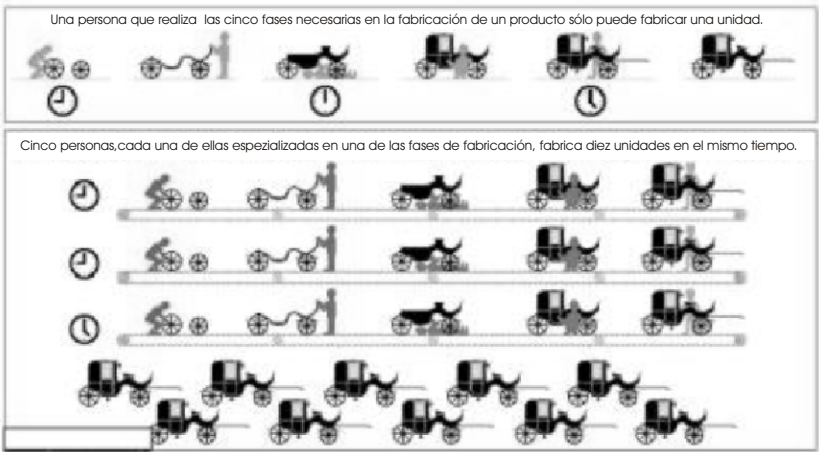 Una persona que realiza las cinco fases necesarias en la fabricación de un producto sólo puede fabricar una unidad.
Cinco personas,cada una de ellas espezializadas en una de las fases de fabricación, fabrica diez unidades en el mismo tiempo.